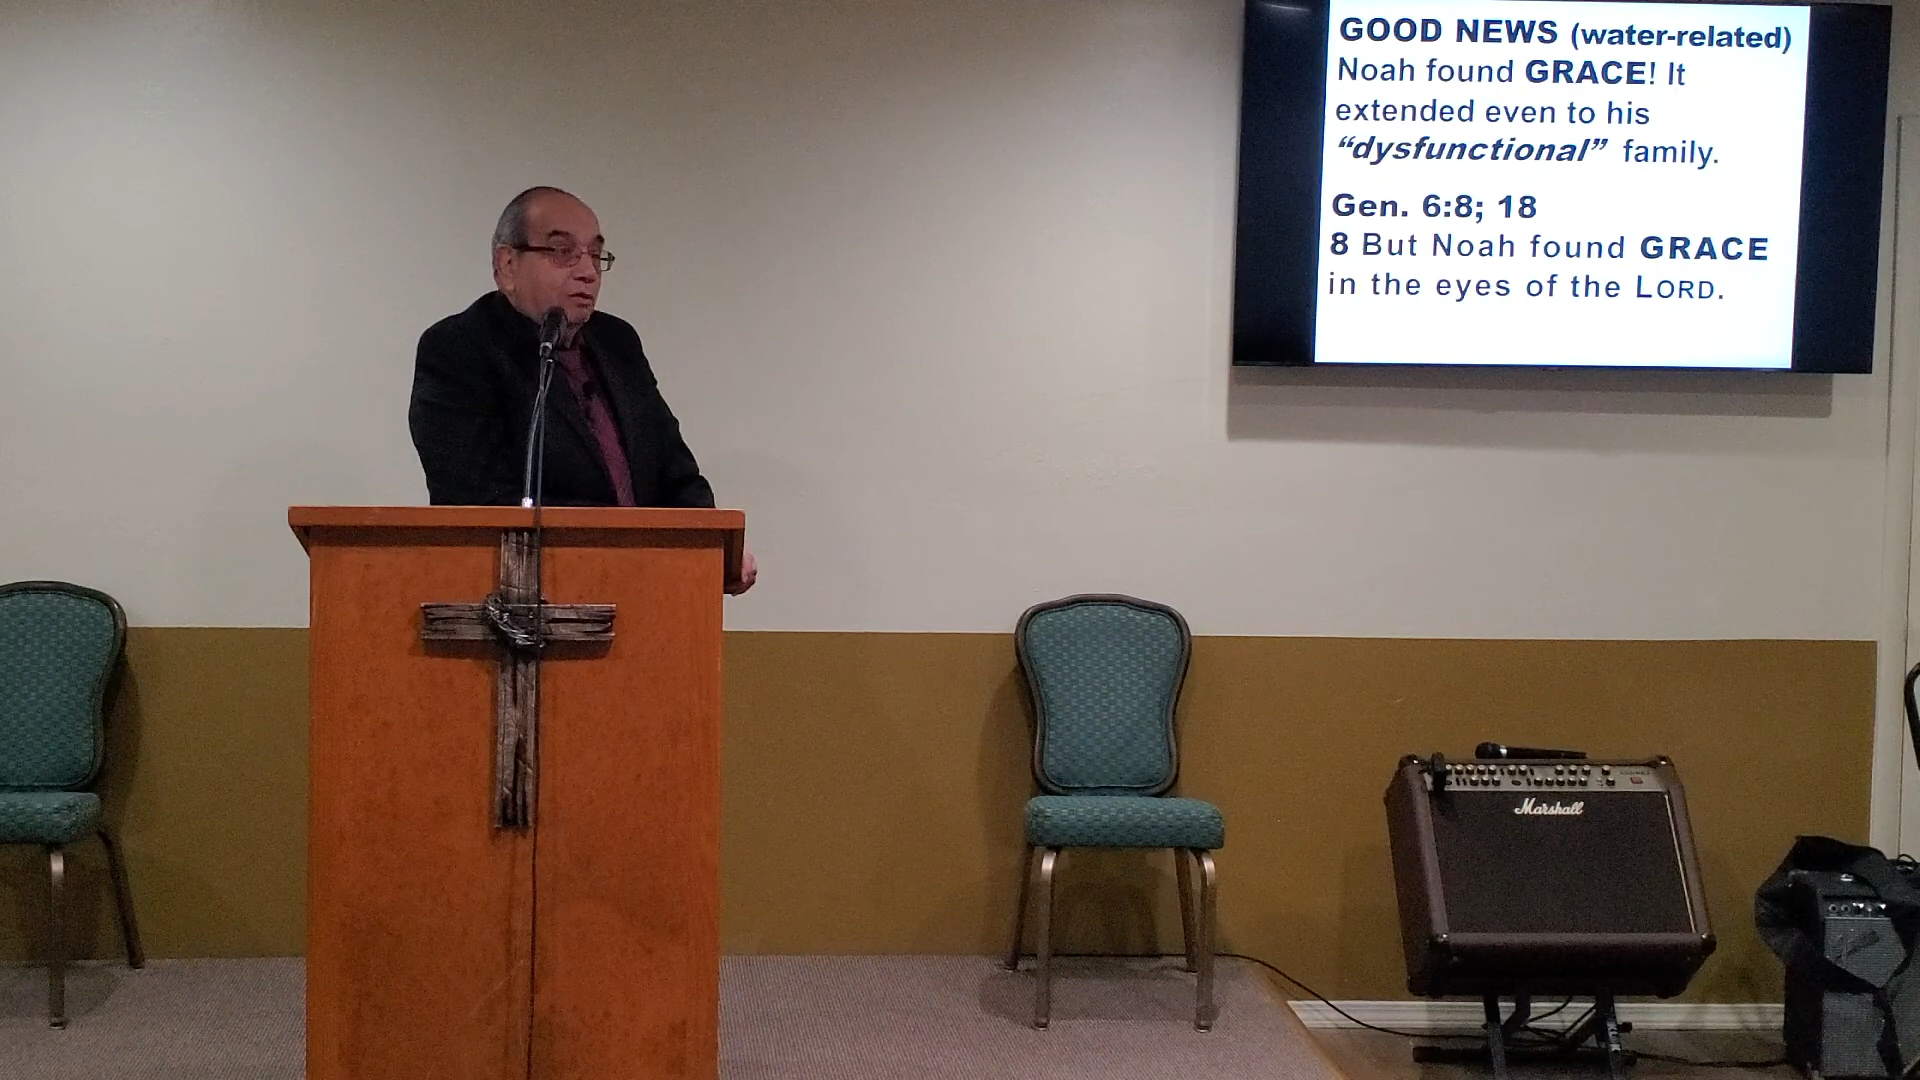 GOOD NEWS (water-related)
Noah found GRACE! It
extended even to his
“dysfunctional” family.
Gen. 6:8; 18
8 But Noah found GRACE
in the eyes of the LORD.
Marshall